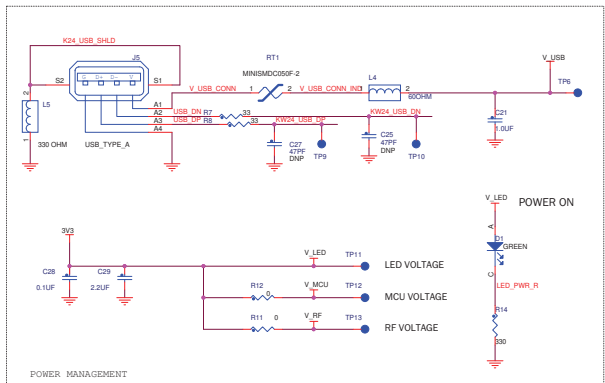 K24_USB_SHLD
J5
RT1
V_USB
MINISMDC050F-2
L4
G D+ D- V
S2
S1
V_USB_CONN
1
2
V_USB_CONN_IND
1
2
TP6
2
L5
A1
60OHM
A2
USB_DN
R7
33
KW24_USB_DN
A3
USB_DP
R8
33
KW24_USB_DP
C21
A4
1.0UF
1
330 OHM
USB_TYPE_A
C27
47PF
DNP
TP9
C25
47PF
DNP
TP10
V_LED
POWER ON
A
D1
GREEN
C
LED_PWR_R
R14
330
3V3
V_LED
TP11
LED VOLTAGE
C28
0.1UF
C29
2.2UF
R12
0
V_MCU
TP12
MCU VOLTAGE
R11
0
V_RF
TP13
RF VOLTAGE
POWER MANAGEMENT